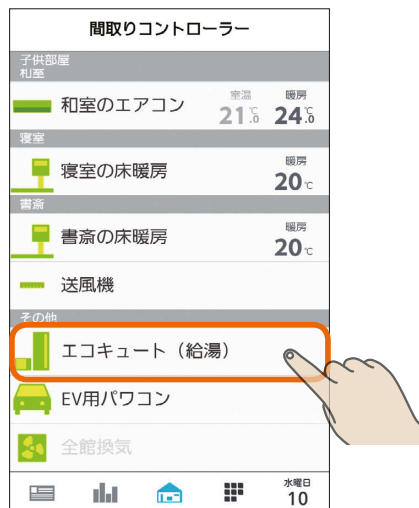 間取りコントローラー
子供部屋
和室
和室のエアコン 室温 21.0℃ 暖房 24.0℃
寝室
寝室の床暖房 暖房 20℃
書斎
書斎の床暖房 暖房 20℃
送風機
その他
エコキュート（給湯）
EV用パワコン
全館換気
水曜日
10